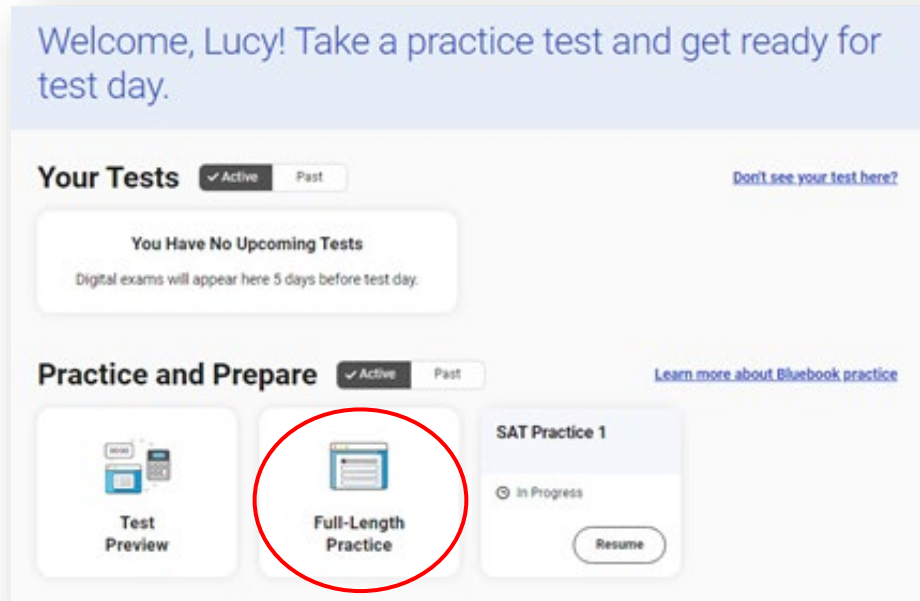 Welcome, Lucy! Take a practice test and get ready for
test day.
Your Tests
Active
Past
Don't see your test here?
You Have No Upcoming Tests
Digital exams will appear here 5 days before test day.
Practice and Prepare
Active
Past
Learn more about Bluebook practice
Test
Preview
Full-Length
Practice
SAT Practice 1
In Progress
Resume